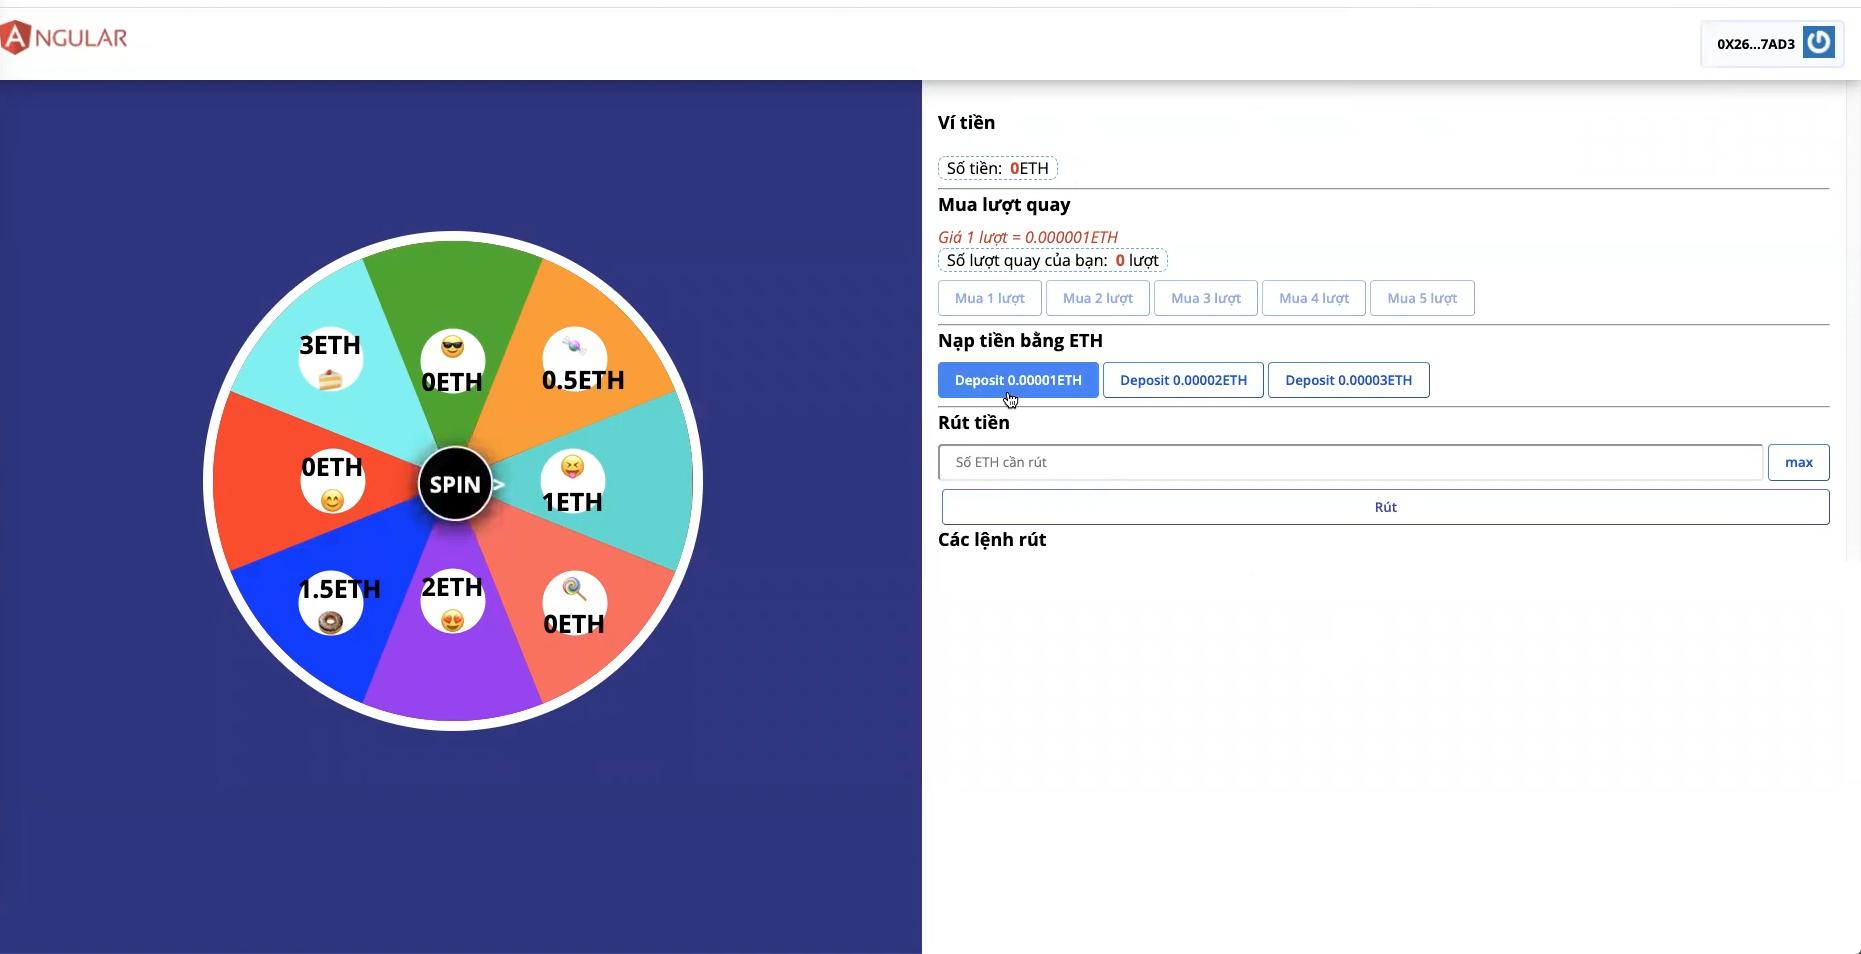 NGULAR
0X26...7AD3
3ETH
0ETH
0.5ETH
0ETH
SPIN >
1ETH
1.5ETH
2ETH
0ETH
Ví tiền
Số tiền: 0ETH
Mua lượt quay
Giá 1 lượt = 0.000001ETH
Số lượt quay của bạn: 0 lượt
Mua 1 lượt Mua 2 lượt Mua 3 lượt Mua 4 lượt Mua 5 lượt
Nạp tiền bằng ETH
Deposit 0.00001ETH Deposit 0.00002ETH Deposit 0.00003ETH
Rút tiền
Số ETH cần rút max
Rút
Các lệnh rút